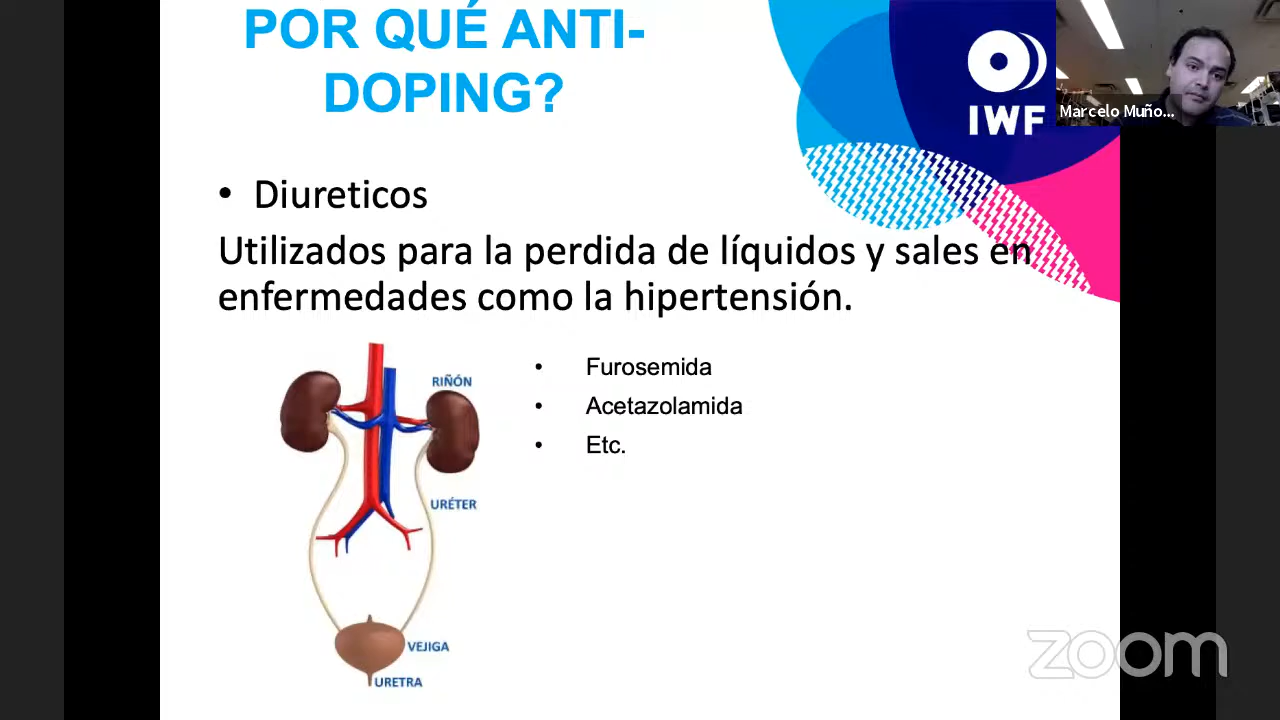 POR QUÉ ANTI-
DOPING?
IWF
Marcelo Muño...
• Diureticos
Utilizados para la perdida de líquidos y sales en
enfermedades como la hipertensión.
• Furosemida
• Acetazolamida
• Etc.
RIÑÓN
URÉTER
VEJIGA
URETRA
zoom